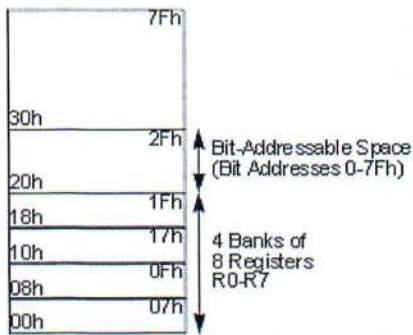 7Fh
30h
2Fh
Bit-Addressable Space
(Bit Addresses 0-7Fh)
20h
1Fh
18h
17h
4 Banks of
8 Registers
R0-R7
10h
0Fh
08h
07h
00h